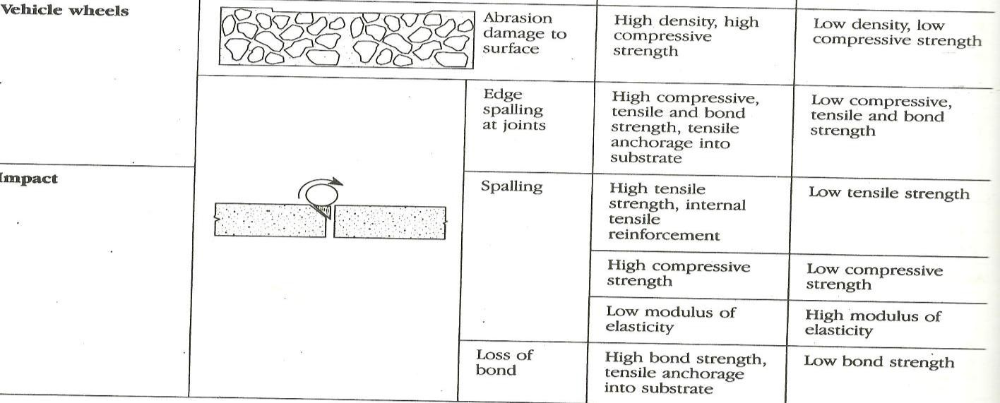 Vehicle wheels
Abrasion
damage to
surface
High density, high
compressive
strength
Low density, low
compressive strength
Edge
spalling
at joints
High compressive,
tensile and bond
strength, tensile
anchorage into
substrate
Low compressive,
tensile and bond
strength
Impact
Spalling
High tensile
strength, internal
tensile
reinforcement
Low tensile strength
High compressive
strength
Low compressive
strength
Low modulus of
elasticity
High modulus of
elasticity
Loss of
bond
High bond strength,
tensile anchorage
into substrate
Low bond strength